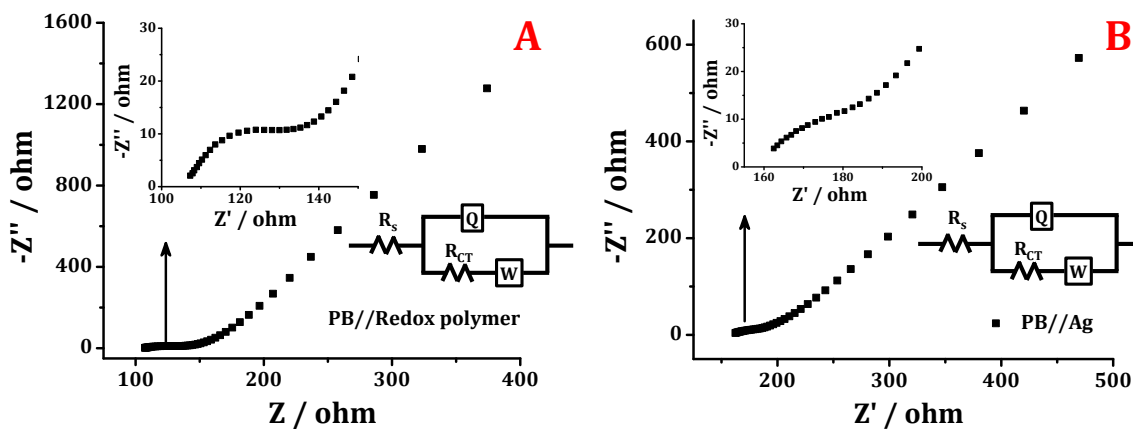 A
1600
1200
800
400
0
-Z'' / ohm
100
200
300
400
Z / ohm
30
20
10
0
-Z'' / ohm
100
120
140
Z' / ohm
Rs
Q
RCT
W
PB//Redox polymer
B
600
400
200
0
-Z'' / ohm
200
300
400
500
Z' / ohm
30
20
10
0
-Z'' / ohm
160
180
200
Z' / ohm
Rs
Q
RCT
W
PB//Ag